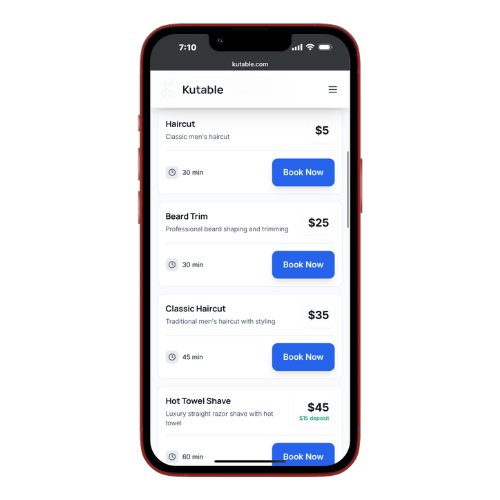 7:10
kutable.com
Kutable
Haircut
Classic men's haircut
$5
30 min
Book Now
Beard Trim
Professional beard shaping and trimming
$25
30 min
Book Now
Classic Haircut
Traditional men's haircut with styling
$35
45 min
Book Now
Hot Towel Shave
Luxury straight razor shave with hot
towel
$45
$15 deposit
60 min
Book Now